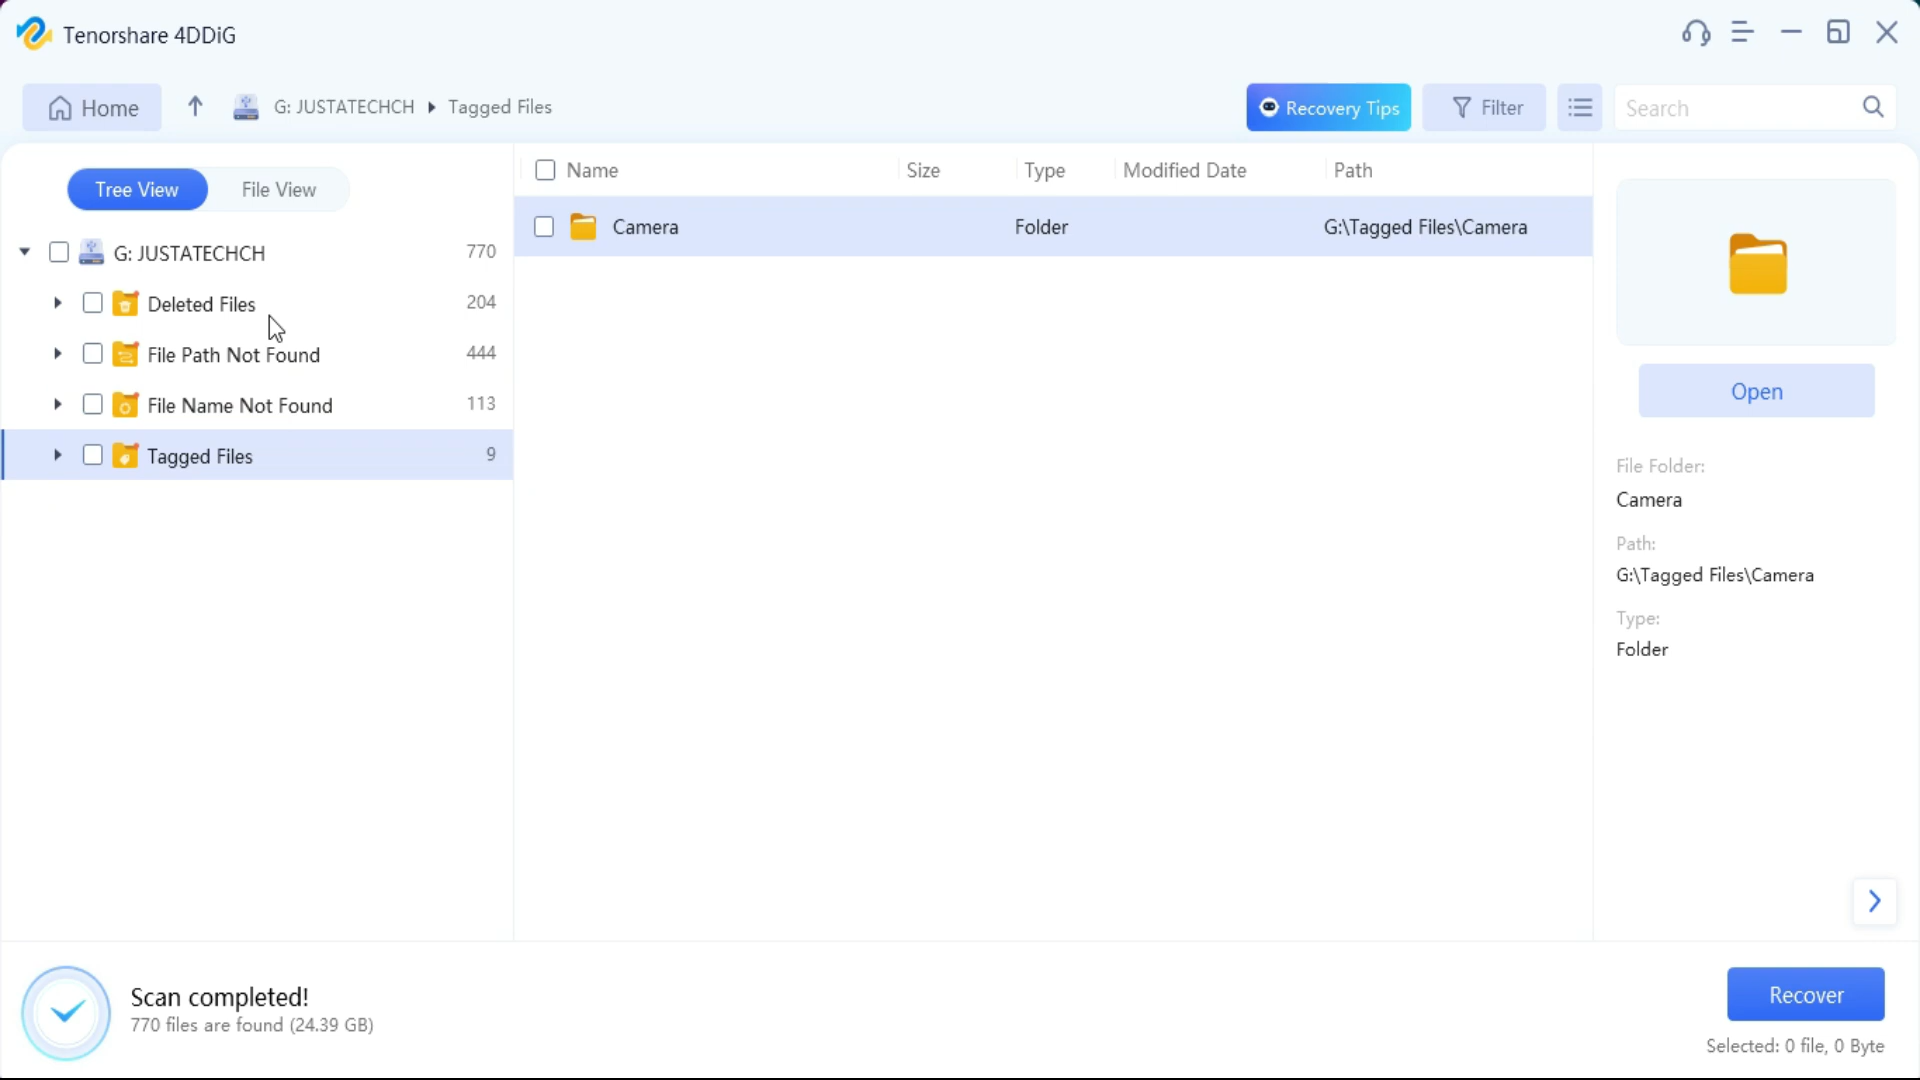 Tenorshare 4DDiG
Home
G: JUSTATECHCH
Tagged Files
Recovery Tips
Filter
Search
Tree View
File View
G: JUSTATECHCH 770
Deleted Files 204
File Path Not Found 444
File Name Not Found 113
Tagged Files 9
Name Size Type Modified Date Path
Camera Folder G:\Tagged Files\Camera
Open
File Folder:
Camera
Path:
G:\Tagged Files\Camera
Type:
Folder
Scan completed!
770 files are found (24.39 GB)
Recover
Selected: 0 file, 0 Byte